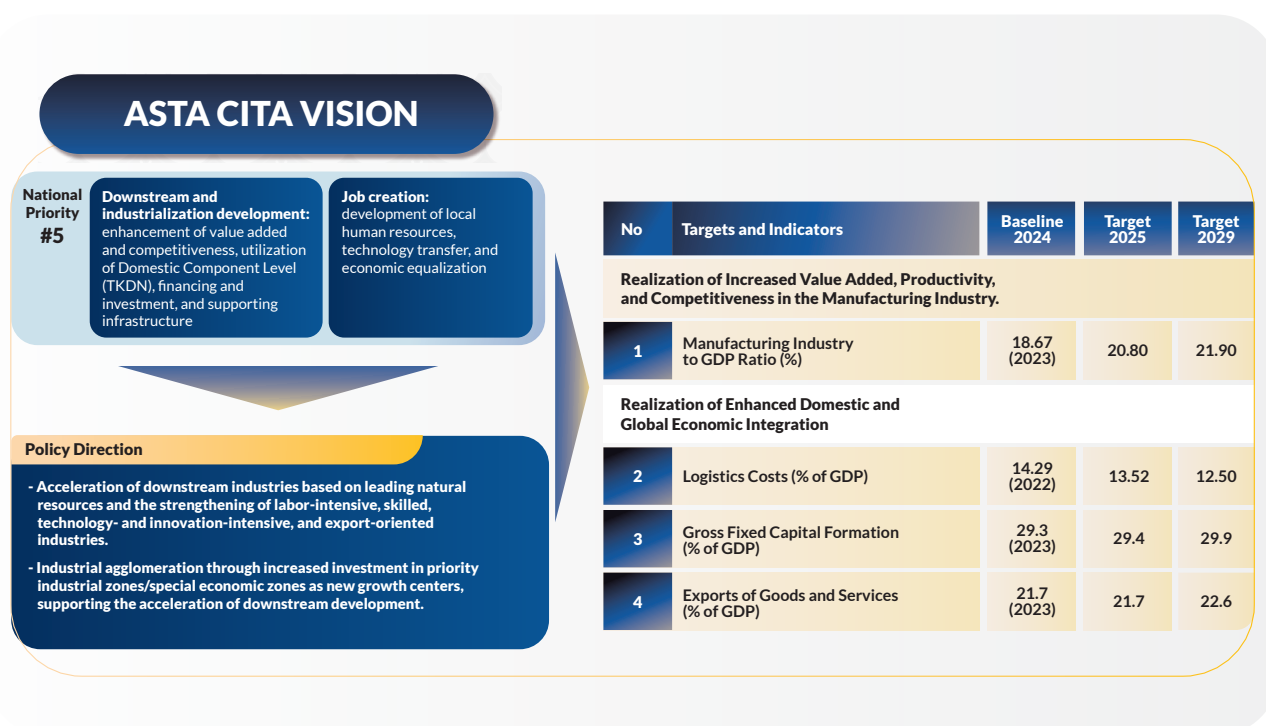 ASTA CITA VISION
National
Priority
#5
Downstream and
industrialization development:
enhancement of value added
and competitiveness, utilization
of Domestic Component Level
(TKDN), financing and
investment, and supporting
infrastructure
Job creation:
development of local
human resources,
technology transfer, and
economic equalization
Policy Direction
- Acceleration of downstream industries based on leading natural
resources and the strengthening of labor-intensive, skilled,
technology- and innovation-intensive, and export-oriented
industries.
- Industrial agglomeration through increased investment in priority
industrial zones/special economic zones as new growth centers,
supporting the acceleration of downstream development.
No Targets and Indicators Baseline 2024 Target 2025 Target 2029
Realization of Increased Value Added, Productivity,
and Competitiveness in the Manufacturing Industry.
1 Manufacturing Industry to GDP Ratio (%) 18.67 (2023) 20.80 21.90
Realization of Enhanced Domestic and
Global Economic Integration
2 Logistics Costs (% of GDP) 14.29 (2022) 13.52 12.50
3 Gross Fixed Capital Formation (% of GDP) 29.3 (2023) 29.4 29.9
4 Exports of Goods and Services (% of GDP) 21.7 (2023) 21.7 22.6